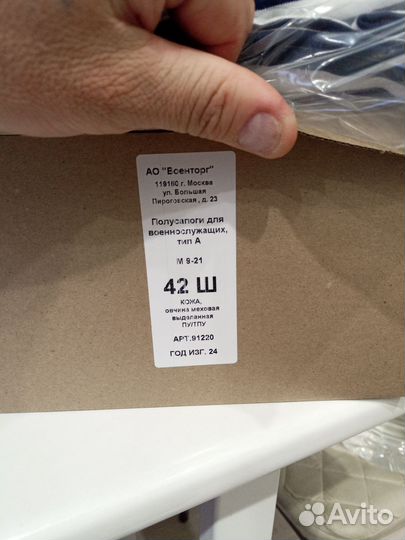 АО "Военторг"
119160 г. Москва
ул. Большая
Пироговская, д. 23
Полусапоги для
военнослужащих,
тип А
М 9-21
42 Ш
КОЖА,
овчина меховая
выделанная
ПУ/ТПУ
АРТ.91220
ГОД ИЗГ. 24
Avito